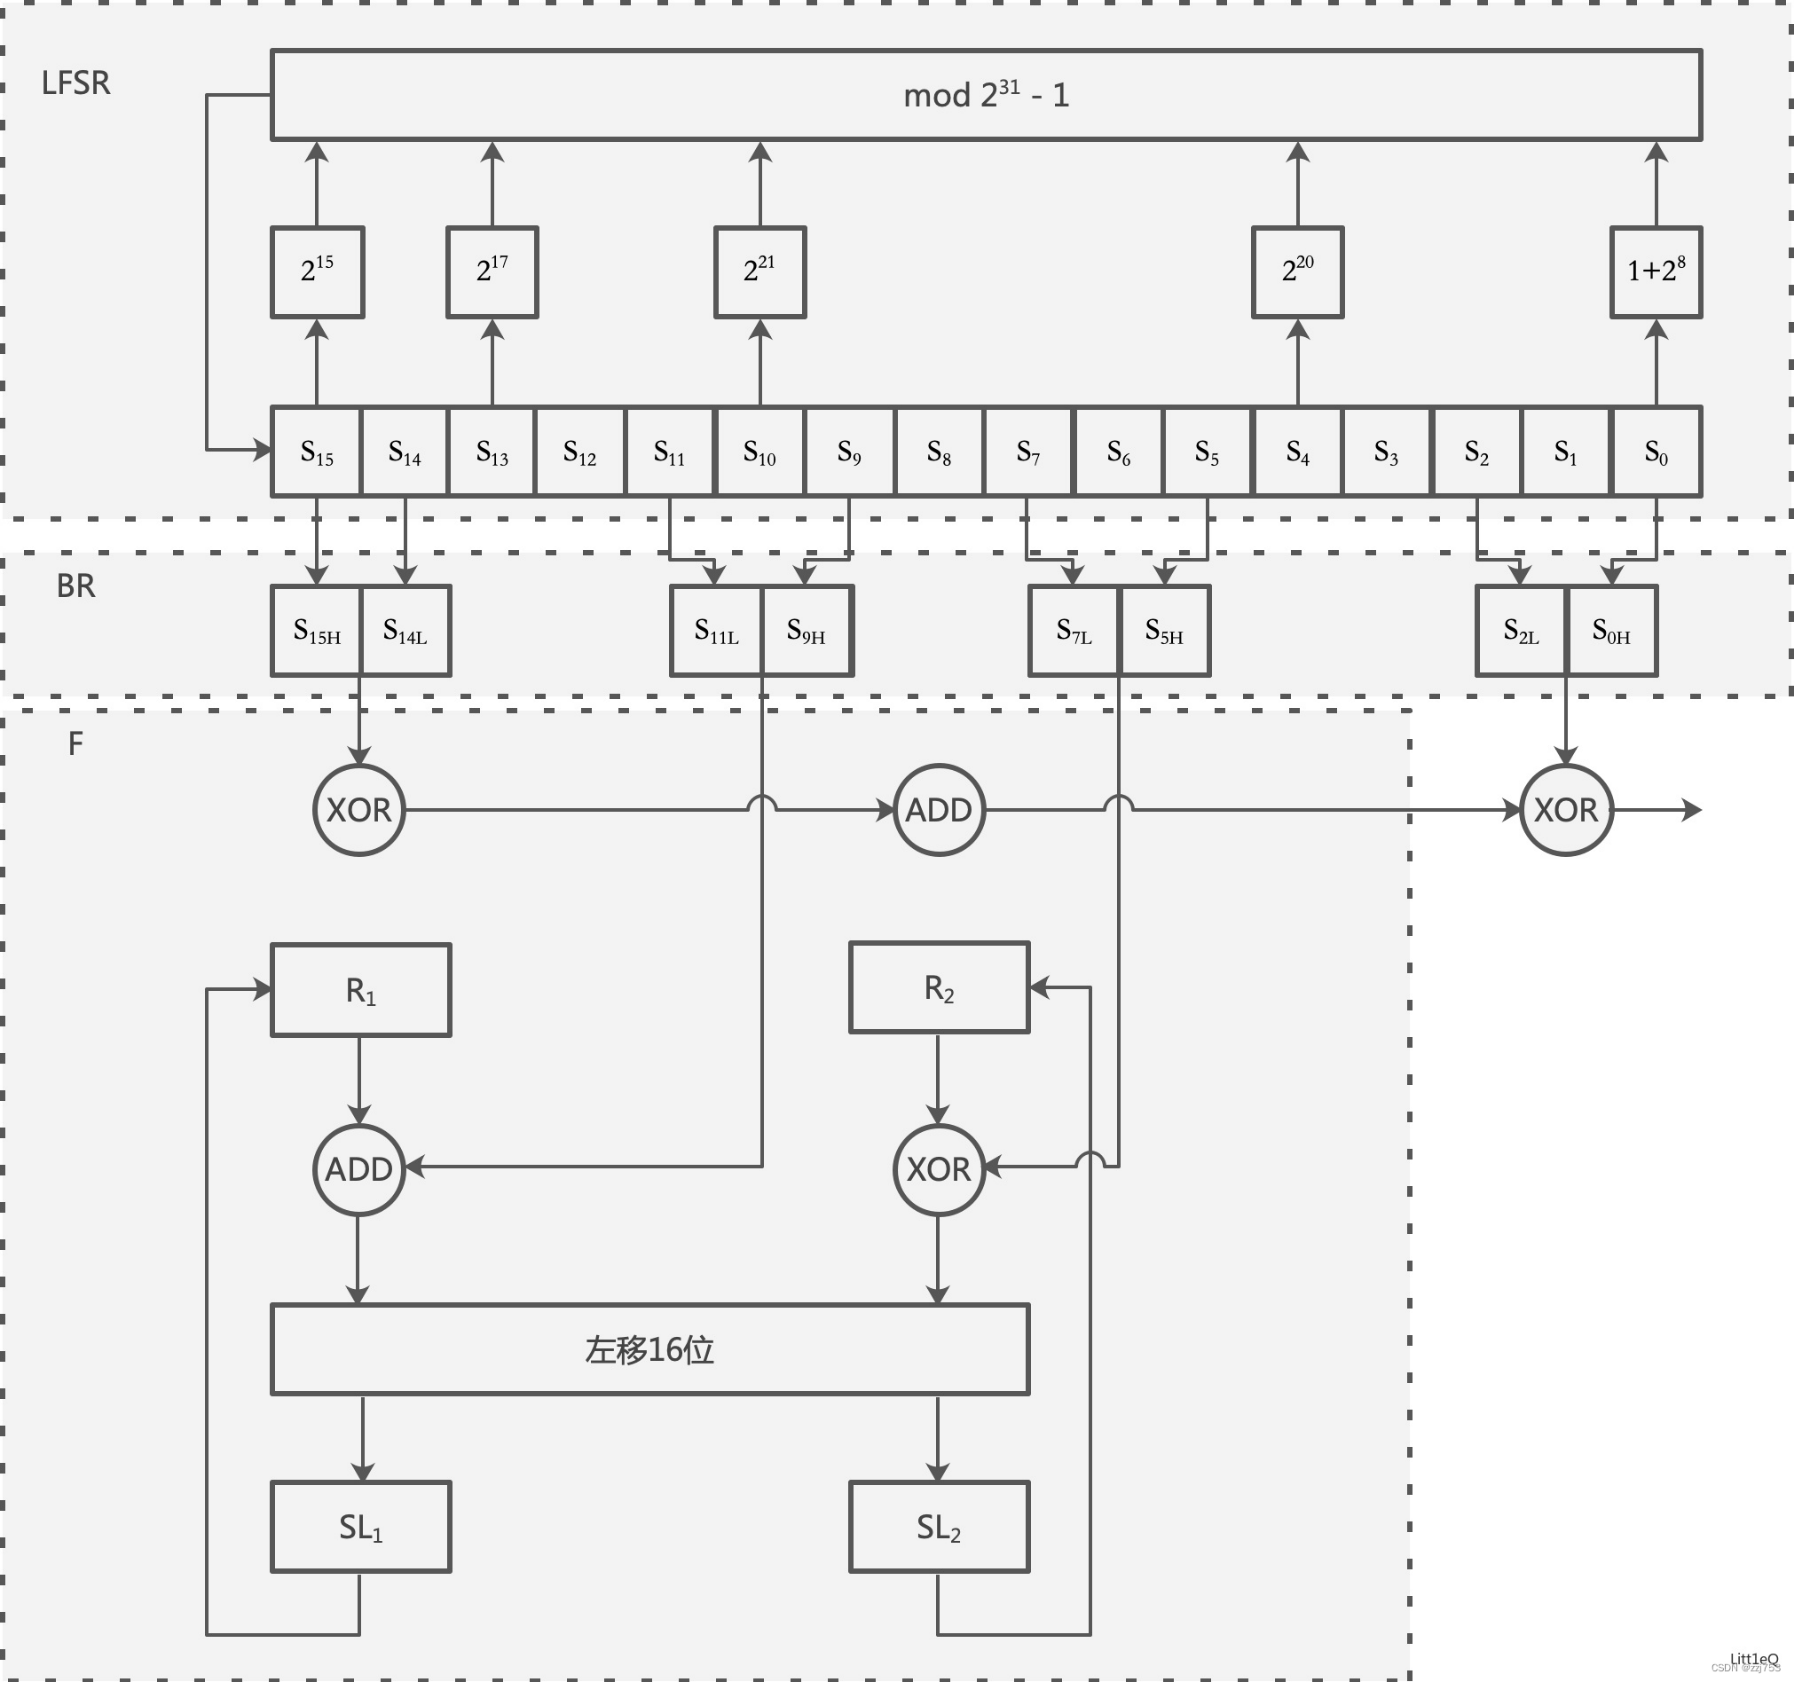 LFSR
mod 2³¹ - 1
2¹⁵ 2¹⁷ 2²¹ 2²⁰ 1+2⁸
S₁₅ S₁₄ S₁₃ S₁₂ S₁₁ S₁₀ S₉ S₈ S₇ S₆ S₅ S₄ S₃ S₂ S₁ S₀
BR
S15H S14L S11L S9H S7L S5H S2L S0H
F
XOR ADD XOR
R₁ R₂
ADD XOR
左移16位
SL₁ SL₂
Litt1eQ
CSDN @zzj753